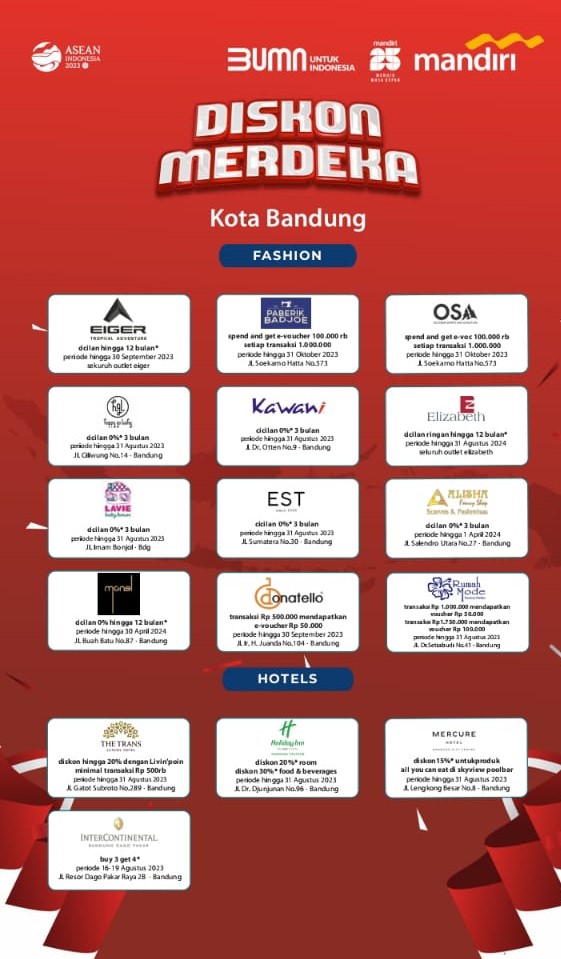 ASEAN
INDONESIA
2023
BUMN UNTUK
INDONESIA
mandiri
25
mandiri
DISKON
MERDEKA
Kota Bandung
FASHION
EIGER
TROPICAL ADVENTURE
cicilan hingga 12 bulan*
periode hingga 30 September 2023
sekuruh outlet eiger
PABERIK
BADJOE
spend and get e-voucher 100.000 rb
setiap transaksi 1.000.000
periode hingga 31 Oktober 2023
Jl. Soekarno Hatta No.573
OSA
spend and get e-voc 100.000 rb
setiap transaksi 1.000.000
periode hingga 31 Oktober 2023
Jl. Soekarno Hatta No.573
hgl
happy go lucky
cicilan 0%* 3 bulan
periode hingga 31 Agustus 2023
Jl. Ciliwung No.14 - Bandung
Kawani
cicilan 0%* 3 bulan
periode hingga 31 Agustus 2023
Jl. Dr. Otten No.9 - Bandung
Elizabeth
cicilan ringan hingga 12 bulan*
periode hingga 31 Agustus 2024
seluruh outlet elizabeth
LAVIE
baby house
cicilan 0%* 3 bulan
periode hingga 31 Agustus 2023
Jl. Imam Bonjol - Bdg
EST
cicilan 0%* 3 bulan
periode hingga 31 Agustus 2023
Jl. Sumatera No.30 - Bandung
ALISHA
Fancy Shop
cicilan 0%* 3 bulan
periode hingga 1 April 2024
Jl. Salendro Utara No.27 - Bandung
cicilan 0% hingga 12 bulan*
periode hingga 30 April 2024
Jl. Buah Batu No.87 - Bandung
donatello
transaksi Rp 500.000 mendapatkan
e-voucher Rp 50.000
periode hingga 30 September 2023
Jl. Ir. H. Juanda No.104 - Bandung
Rumah
Mode
transaksi Rp 1.000.000 mendapatkan
voucher Rp 50.000
transaksi Rp1.750.000 mendapatkan
voucher Rp 100.000
periode hingga 31 Agustus 2023
Jl. Dr.Setiabudi No.41 - Bandung
HOTELS
THE TRANS
LUXURY HOTEL
diskon hingga 20% dengan Livin'poin
minimal transaksi Rp 500rb
periode hingga 31 Agustus 2023
Jl. Gatot Subroto No.289 - Bandung
H
Holiday Inn
diskon 20%* room
diskon 30%* food & beverages
periode hingga 31 Agustus 2023
Jl. Dr. Djunjunan No.96 - Bandung
MERCURE
HOTEL
diskon 15%* untukproduk
all you can eat di skyview poolbar
periode hingga 31 Agustus 2023
Jl. Lengkong Besar No.8 - Bandung
INTERCONTINENTAL
BANDUNG DAGO PAKAR
buy 3 get 4*
periode 16-19 Agustus 2023
Jl. Resor Dago Pakar Raya 2B - Bandung